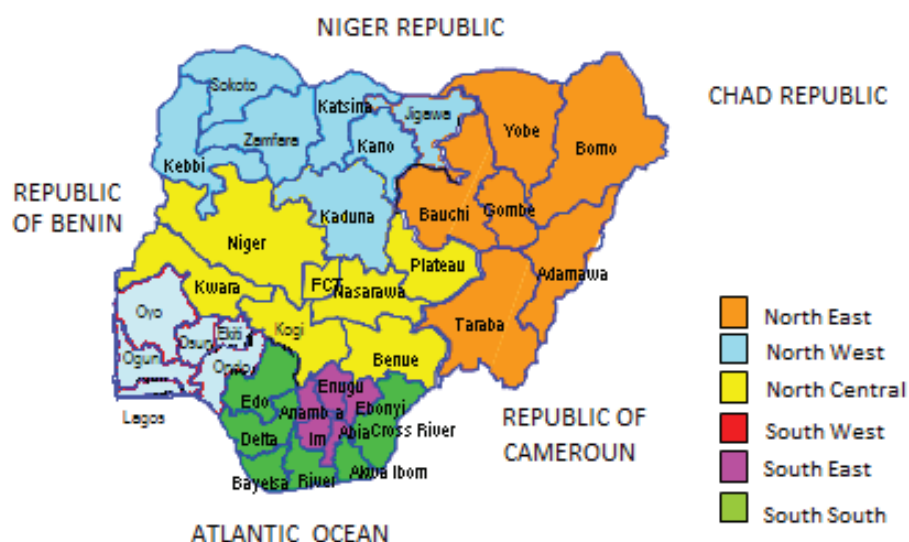 NIGER REPUBLIC
CHAD REPUBLIC
Sokoto
Katsina
Jigawa
Yobe
Borno
Zamfara
Kano
Kebbi
REPUBLIC
OF BENIN
Kaduna
Bauchi
Gombe
Niger
Plateau
Adamawa
FCT
Nasarawa
Kwara
Oyo
Kogi
Taraba
Osun
Ekiti
Ogun
Ondo
Benue
Lagos
Edo
Enugu
Anamb a
Ebonyi
Delta
Im
Abia
Cross River
Bayelsa
River
Akwa Ibom
REPUBLIC OF
CAMEROUN
ATLANTIC OCEAN
North East
North West
North Central
South West
South East
South South